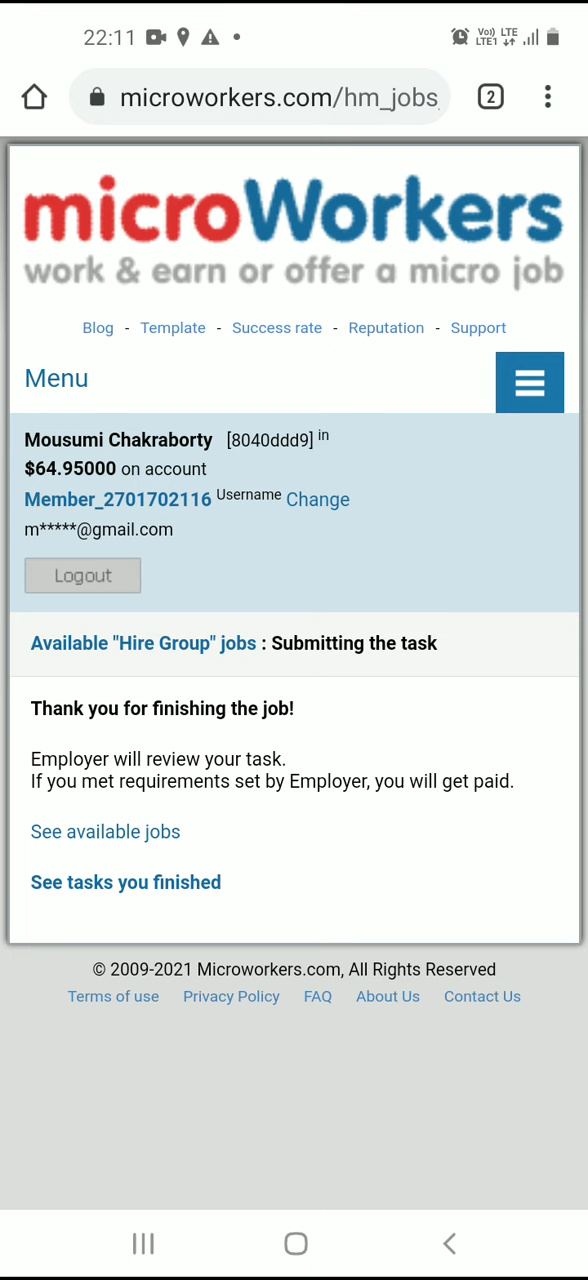 22:11 Vo)) LTE
LTE1
microworkers.com/hm_jobs 2
microWorkers
work & earn or offer a micro job
Blog - Template - Success rate - Reputation - Support
Menu
Mousumi Chakraborty [8040ddd9] in
$64.95000 on account
Member_2701702116 Username Change
m*****@gmail.com
Logout
Available "Hire Group" jobs : Submitting the task
Thank you for finishing the job!
Employer will review your task.
If you met requirements set by Employer, you will get paid.
See available jobs
See tasks you finished
© 2009-2021 Microworkers.com, All Rights Reserved
Terms of use Privacy Policy FAQ About Us Contact Us